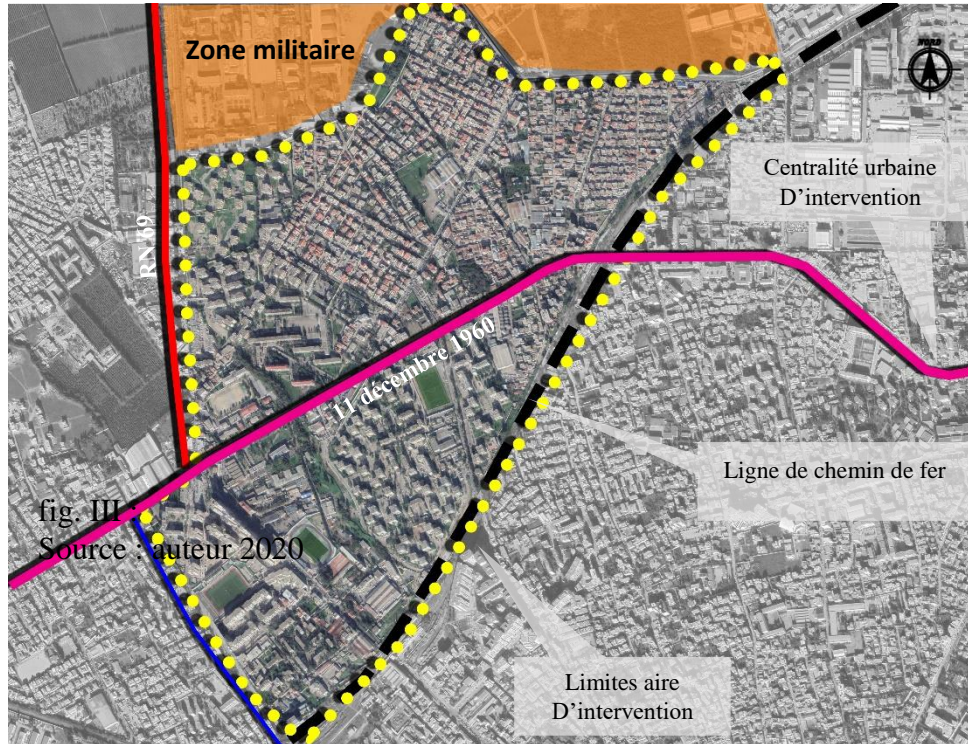 Zone militaire
NORD
Centralité urbaine
D'intervention
RN 69
11 décembre 1960
Ligne de chemin de fer
fig. III :
Source : auteur 2020
Limites aire
D'intervention